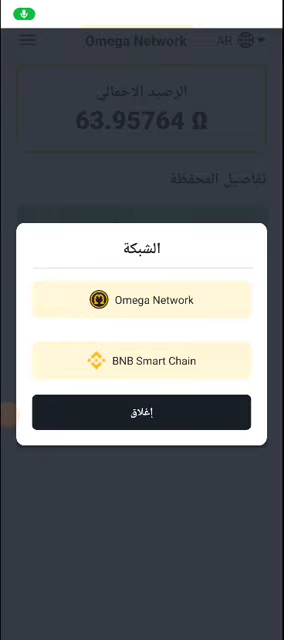 Omega Network
AR
الرصيد الاجمالي
63.95764 Ω
تفاصيل المحفظة
الشبكة
Omega Network
BNB Smart Chain
إغلاق